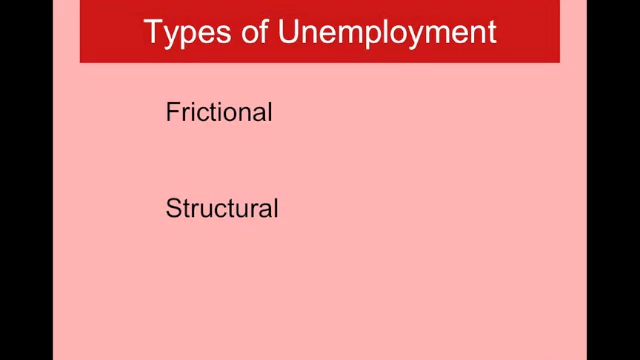 Types of Unemployment
Frictional
Structural